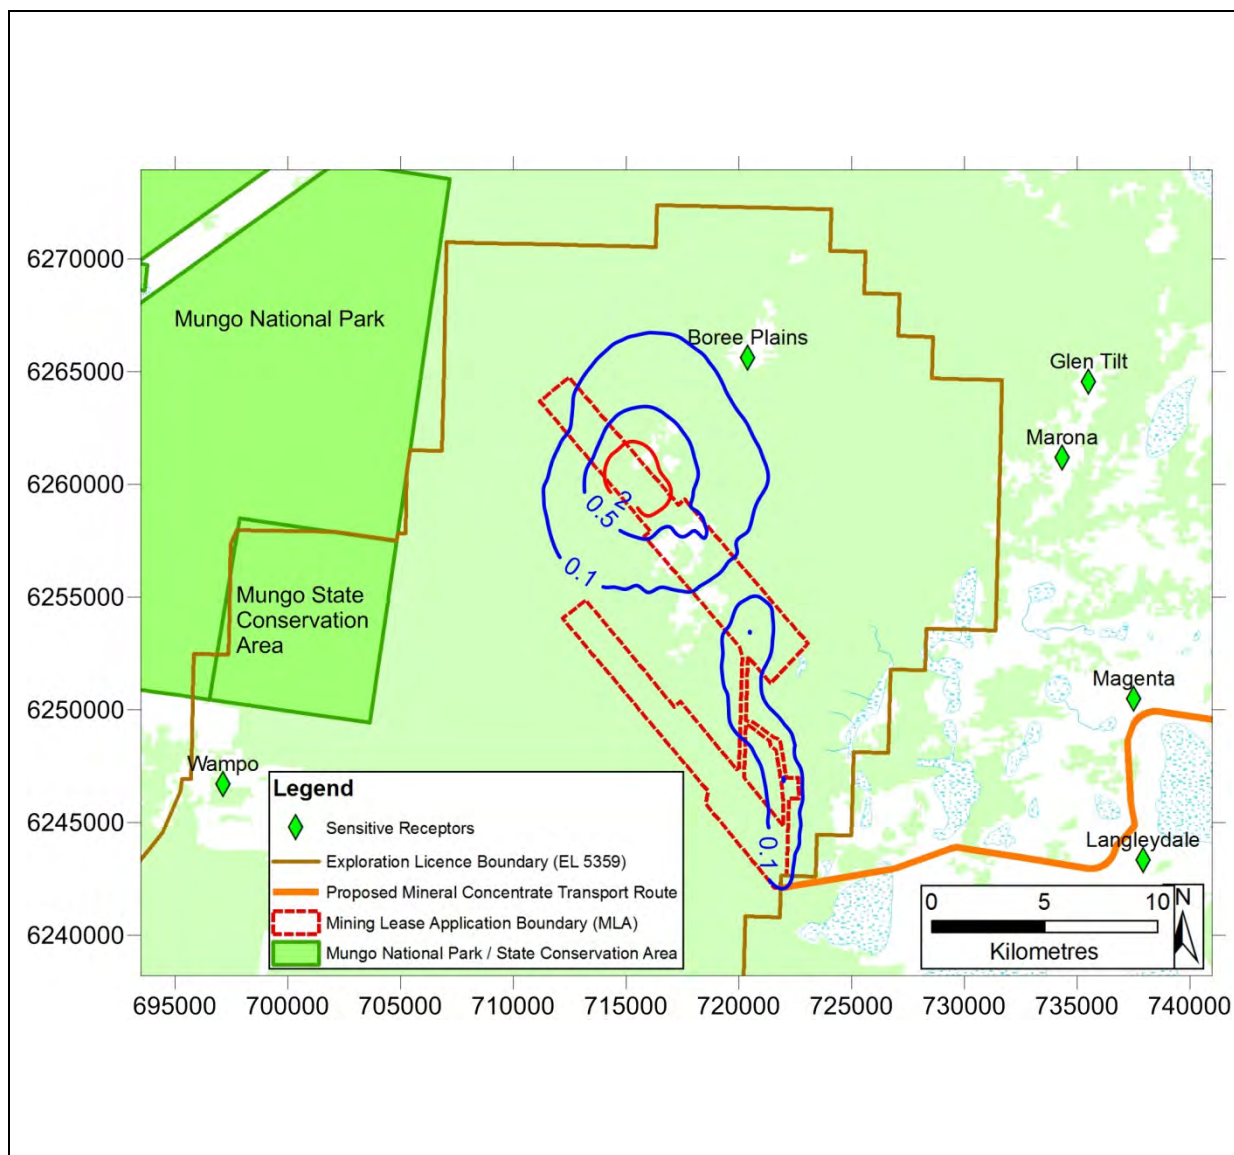 6270000
6265000
6260000
6255000
6250000
6245000
6240000
Mungo National Park
Boree Plains
Glen Tilt
Marona
2
0.5
0.1
Mungo State
Conservation
Area
Magenta
Wampo
Langleydale
0.1
Legend
Sensitive Receptors
Exploration Licence Boundary (EL 5359)
Proposed Mineral Concentrate Transport Route
Mining Lease Application Boundary (MLA)
Mungo National Park / State Conservation Area
0 5 10
Kilometres
N
695000 700000 705000 710000 715000 720000 725000 730000 735000 740000